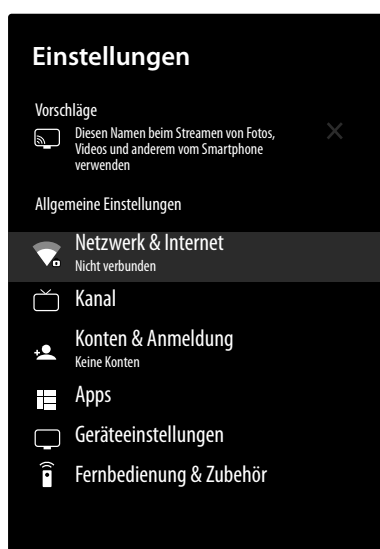 Einstellungen
Vorschläge
Diesen Namen beim Streamen von Fotos,
Videos und anderem vom Smartphone
verwenden
Allgemeine Einstellungen
Netzwerk & Internet
Nicht verbunden
Kanal
Konten & Anmeldung
Keine Konten
Apps
Geräteeinstellungen
Fernbedienung & Zubehör